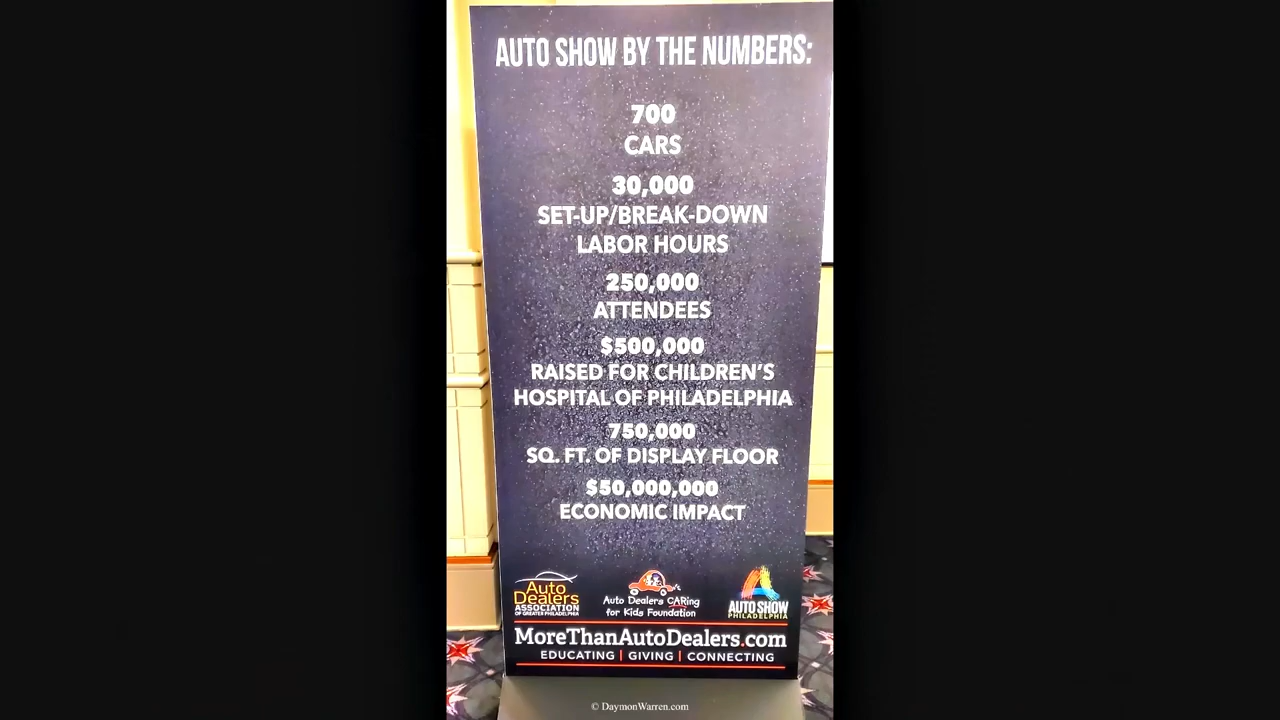 AUTO SHOW BY THE NUMBERS:
700
CARS
30,000
SET-UP/BREAK-DOWN
LABOR HOURS
250,000
ATTENDEES
$500,000
RAISED FOR CHILDREN'S
HOSPITAL OF PHILADELPHIA
750,000
SQ. FT. OF DISPLAY FLOOR
$50,000,000
ECONOMIC IMPACT
Auto
Dealers
ASSOCIATION
OF GREATER PHILADELPHIA
Auto Dealers CARing
for Kids Foundation
AUTO SHOW
PHILADELPHIA
MoreThanAutoDealers.com
EDUCATING | GIVING | CONNECTING
© DaymonWarren.com